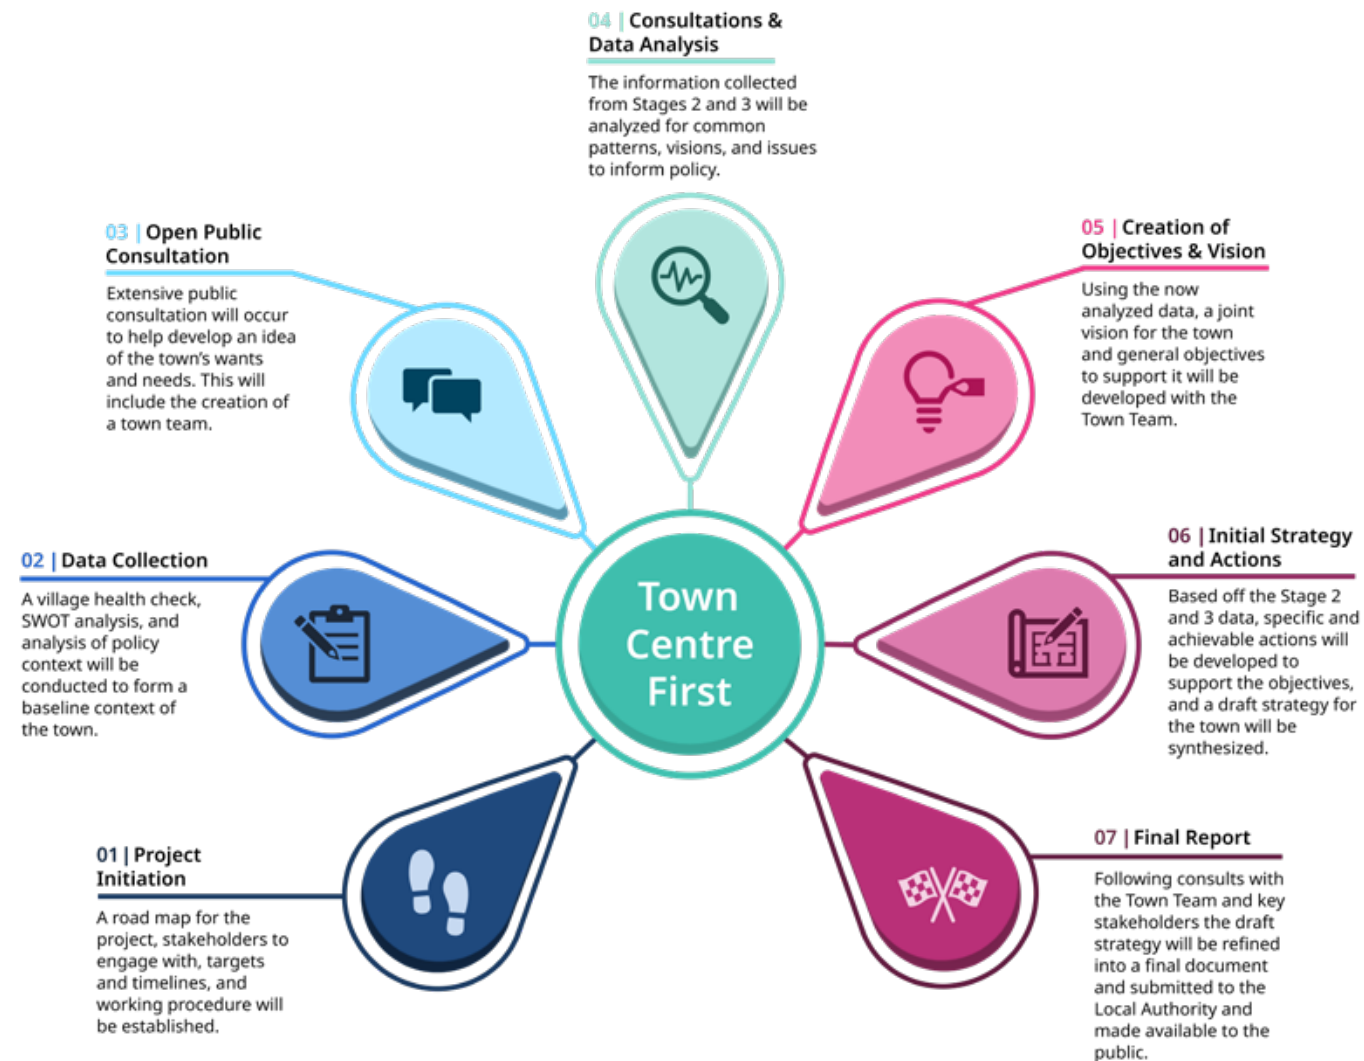 04 | Consultations &
Data Analysis
The information collected
from Stages 2 and 3 will be
analyzed for common
patterns, visions, and issues
to inform policy.
03 | Open Public
Consultation
Extensive public
consultation will occur
to help develop an idea
of the town's wants
and needs. This will
include the creation of
a town team.
05 | Creation of
Objectives & Vision
Using the now
analyzed data, a joint
vision for the town
and general objectives
to support it will be
developed with the
Town Team.
02 | Data Collection
A village health check,
SWOT analysis, and
analysis of policy
context will be
conducted to form a
baseline context of
the town.
Town
Centre
First
06 | Initial Strategy
and Actions
Based off the Stage 2
and 3 data, specific and
achievable actions will
be developed to
support the objectives,
and a draft strategy for
the town will be
synthesized.
01 | Project
Initiation
A road map for the
project, stakeholders to
engage with, targets
and timelines, and
working procedure will
be established.
07 | Final Report
Following consults with
the Town Team and key
stakeholders the draft
strategy will be refined
into a final document
and submitted to the
Local Authority and
made available to the
public.